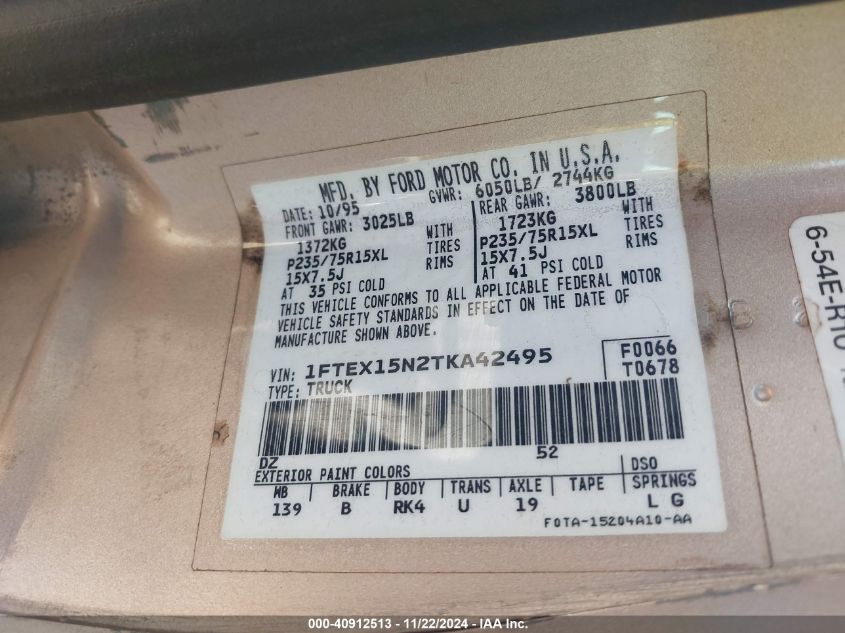 MFD. BY FORD MOTOR CO. IN U.S.A.
DATE: 10/95 GVWR: 6050LB/ 2744KG
FRONT GAWR: 3025LB REAR GAWR: 3800LB
1372KG WITH 1723KG WITH
P235/75R15XL TIRES P235/75R15XL TIRES
15X7.5J RIMS 15X7.5J RIMS
AT 35 PSI COLD AT 41 PSI COLD
THIS VEHICLE CONFORMS TO ALL APPLICABLE FEDERAL MOTOR
VEHICLE SAFETY STANDARDS IN EFFECT ON THE DATE OF
MANUFACTURE SHOWN ABOVE.
VIN: 1FTEX15N2TKA42495 F0066
TYPE: TRUCK T0678
DZ 52
EXTERIOR PAINT COLORS DSO
WB BRAKE BODY TRANS AXLE TAPE SPRINGS
139 B RK4 U 19 L G
F0TA-15204A10-AA
6-54E-R10
000-40912513 - 11/22/2024 - IAA Inc.